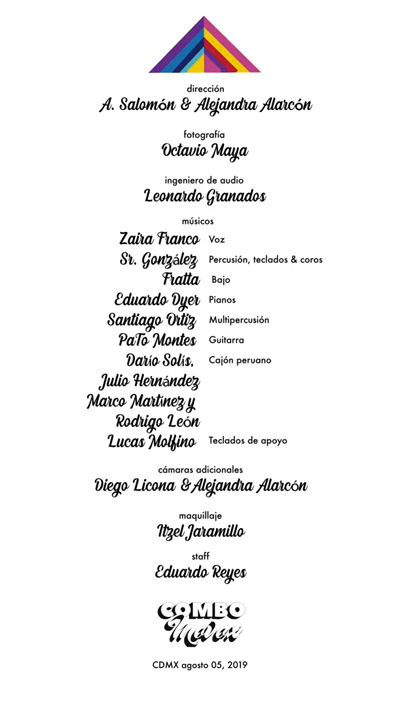 dirección
A. Salomón & Alejandra Alarcón
fotografía
Octavio Maya
ingeniero de audio
Leonardo Granados
músicos
Zaira Franco Voz
Sr. González Percusión, teclados & coros
Fratta Bajo
Eduardo Dyer Pianos
Santiago Ortiz Multipercusión
PaTo Montes Guitarra
Darío Solís, Cajón peruano
Julio Hernández
Marco Martinez y
Rodrigo León
Lucas Molfino Teclados de apoyo
cámaras adicionales
Diego Licona & Alejandra Alarcón
maquillaje
Itzel Jaramillo
staff
Eduardo Reyes
COMBO
Mevex
CDMX agosto 05, 2019